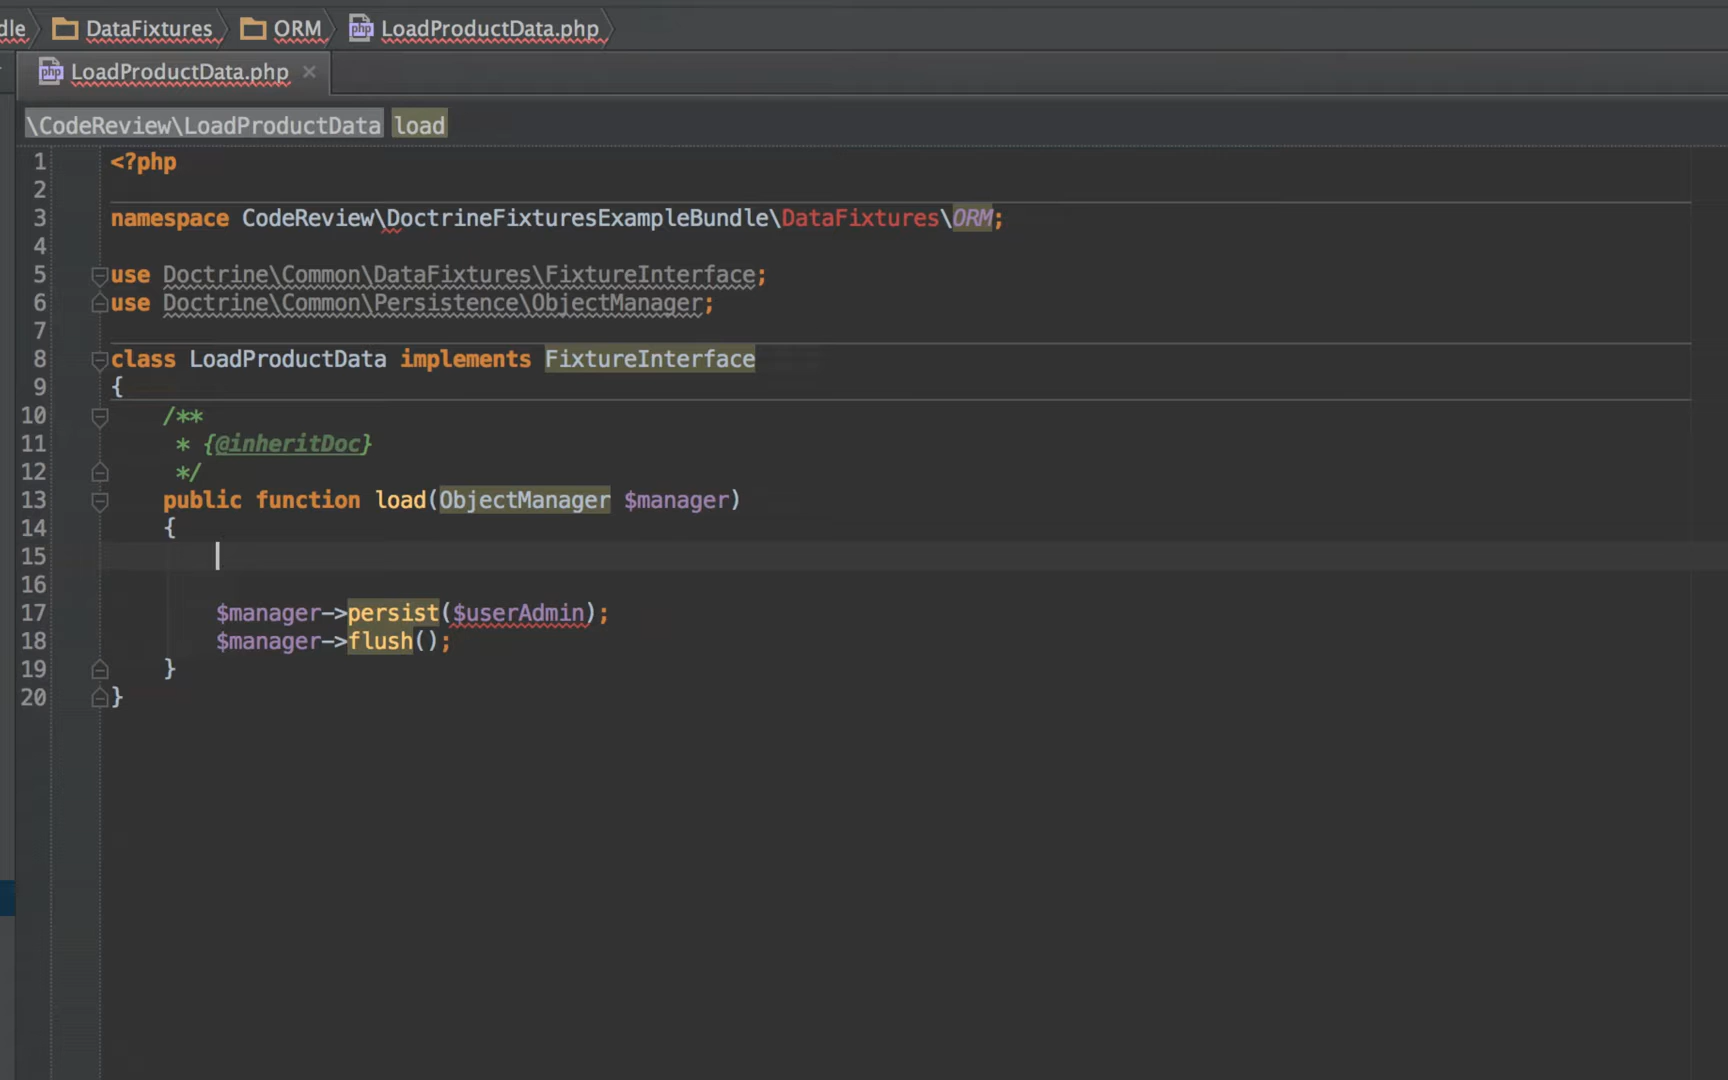 dle DataFixtures ORM LoadProductData.php
LoadProductData.php ×
\CodeReview\LoadProductData load
1 <?php
2
3 namespace CodeReview\DoctrineFixturesExampleBundle\DataFixtures\ORM;
4
5 use Doctrine\Common\DataFixtures\FixtureInterface;
6 use Doctrine\Common\Persistence\ObjectManager;
7
8 class LoadProductData implements FixtureInterface
9 {
10 /**
11 * {@inheritDoc}
12 */
13 public function load(ObjectManager $manager)
14 {
15
16
17 $manager->persist($userAdmin);
18 $manager->flush();
19 }
20 }